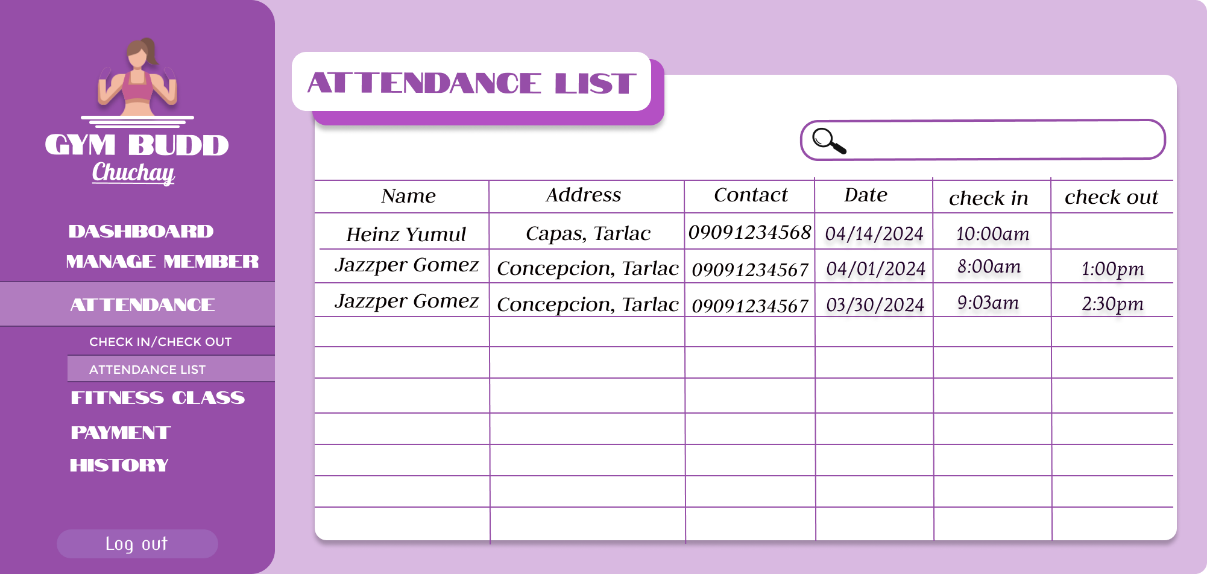 GYM BUDD
Chuchay
DASHBOARD
MANAGE MEMBER
ATTENDANCE
CHECK IN/CHECK OUT
ATTENDANCE LIST
FITNESS CLASS
PAYMENT
HISTORY
Log out
ATTENDANCE LIST
Name Address Contact Date check in check out
Heinz Yumul Capas, Tarlac 09091234568 04/14/2024 10:00am
Jazzper Gomez Concepcion, Tarlac 09091234567 04/01/2024 8:00am 1:00pm
Jazzper Gomez Concepcion, Tarlac 09091234567 03/30/2024 9:03am 2:30pm